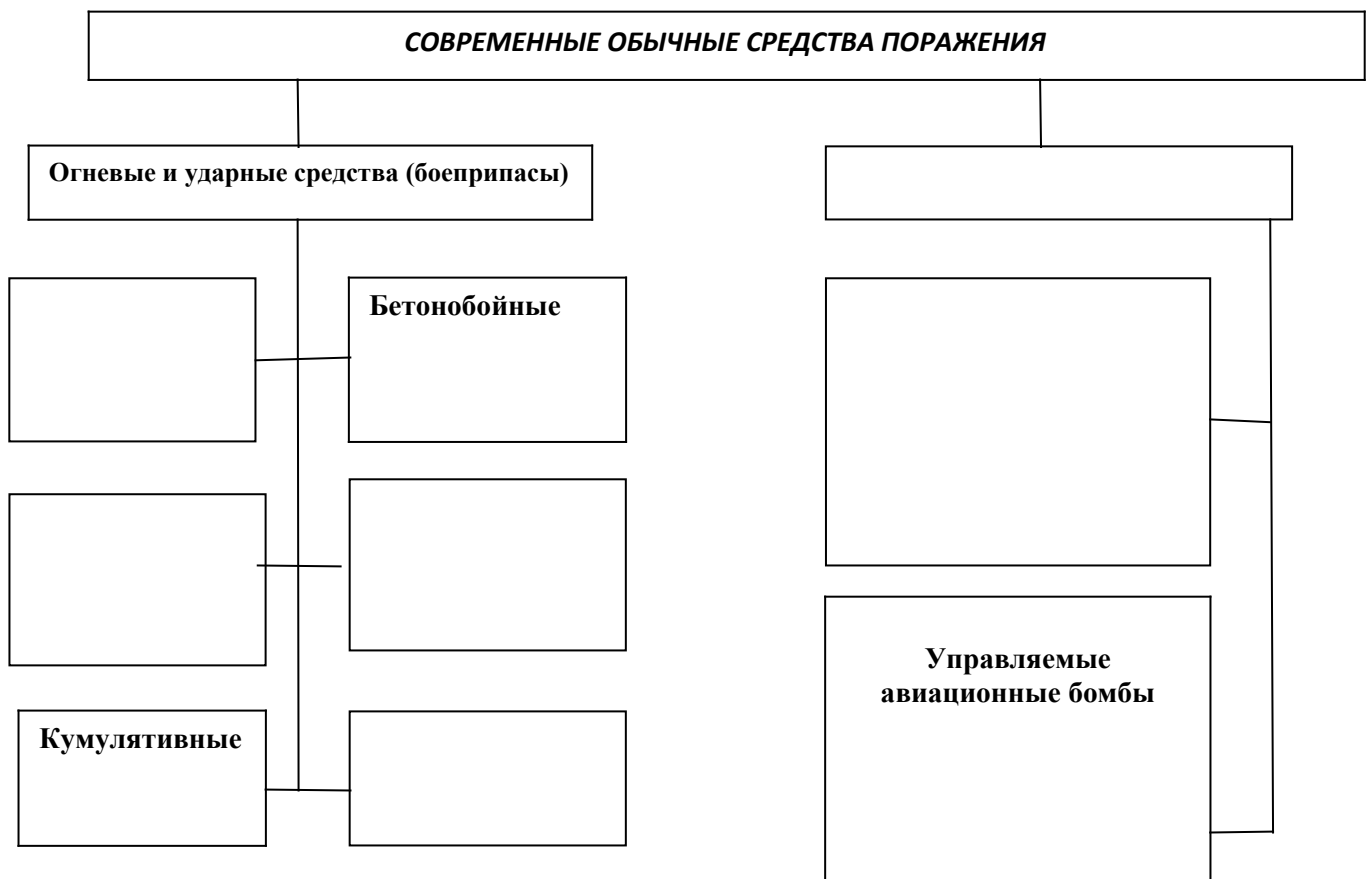 СОВРЕМЕННЫЕ ОБЫЧНЫЕ СРЕДСТВА ПОРАЖЕНИЯ
Огневые и ударные средства (боеприпасы)
Бетонобойные
Кумулятивные
Управляемые
авиационные бомбы